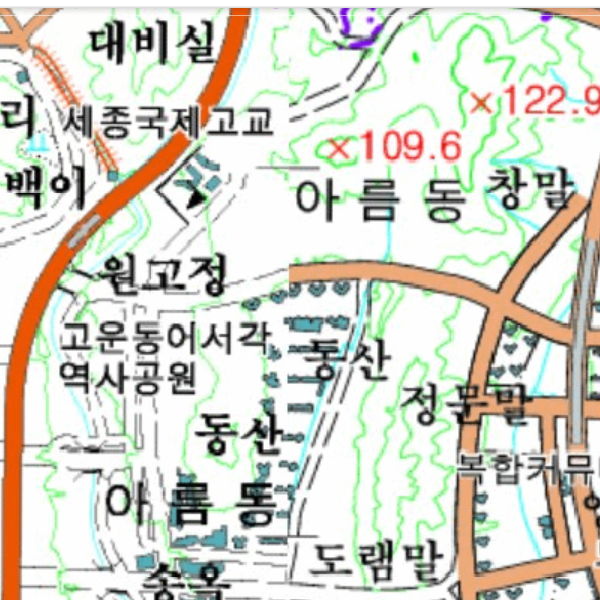 대비실
리
세종국제고교
백이
×122.9
×109.6
아름동
창말
원고정
고운동어서각
역사공원
동산
정문말
동산
복합커뮤
아름동
도램말
송을